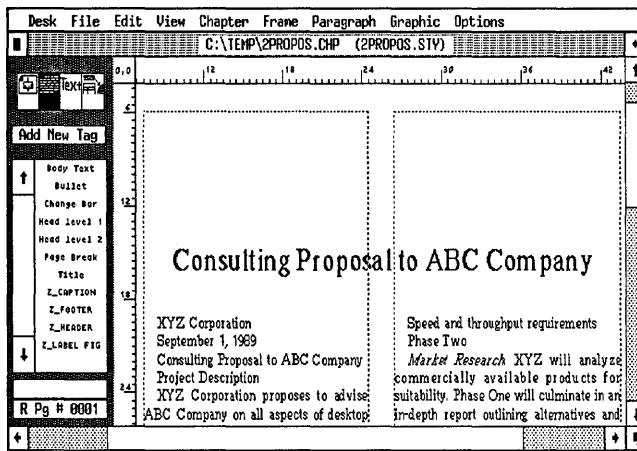 Desk File Edit View Chapter Frame Paragraph Graphic Options
C:\TEMP\2PROPOS.CHP (2PROPOS.STY)
0,0 12 18 24 30 36 42
Text
Add New Tag
Body Text
Bullet
Change Bar
Head level 1
Head level 2
Page Break
Title
Z_CAPTION
Z_FOOTER
Z_HEADER
Z_LABEL FIG
R Pg # 0001
6
12
18
24
Consulting Proposal to ABC Company
XYZ Corporation
September 1, 1989
Consulting Proposal to ABC Company
Project Description
XYZ Corporation proposes to advise
ABC Company on all aspects of desktop
Speed and throughput requirements
Phase Two
Market Research XYZ will analyze
commercially available products for
suitability. Phase One will culminate in an
in-depth report outlining alternatives and